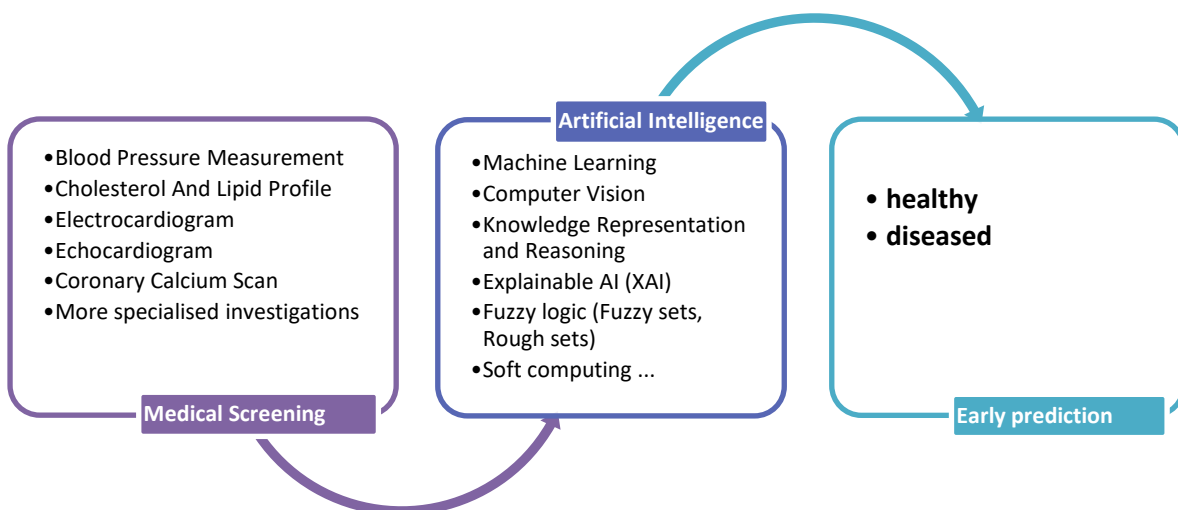 •Blood Pressure Measurement
•Cholesterol And Lipid Profile
•Electrocardiogram
•Echocardiogram
•Coronary Calcium Scan
•More specialised investigations
Medical Screening
Artificial Intelligence
•Machine Learning
•Computer Vision
•Knowledge Representation
and Reasoning
•Explainable AI (XAI)
•Fuzzy logic (Fuzzy sets,
Rough sets)
•Soft computing ...
• healthy
• diseased
Early prediction